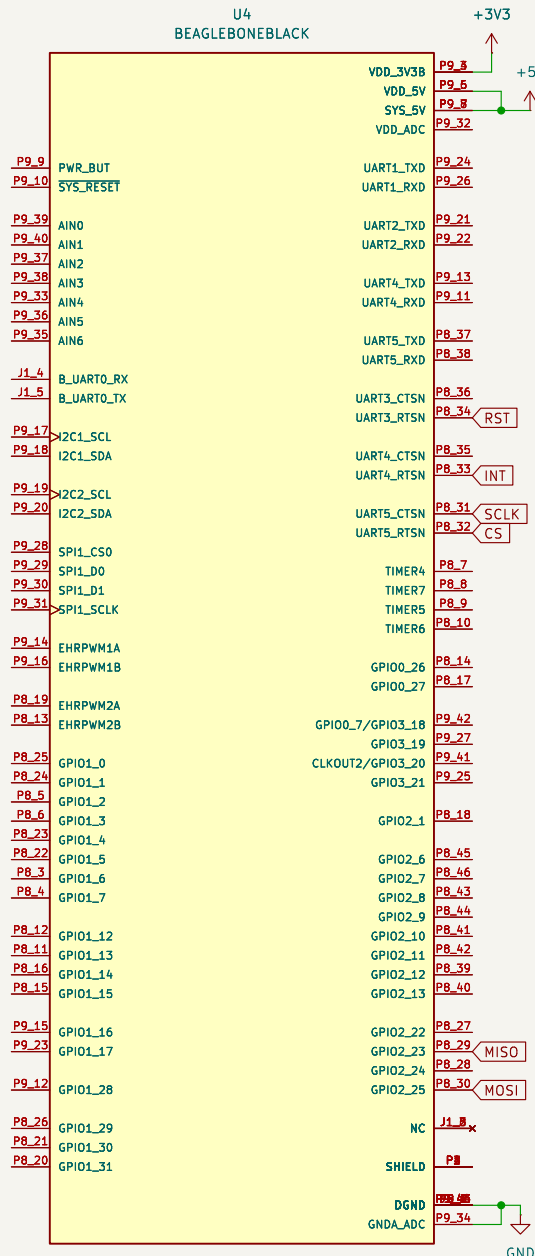 U4
BEAGLEBONEBLACK
+3V3
+5
VDD_3V3B
VDD_5V
SYS_5V
VDD_ADC P9_32
P9_9 PWR_BUT UART1_TXD P9_24
P9_10 SYS_RESET UART1_RXD P9_26
P9_39 AIN0 UART2_TXD P9_21
P9_40 AIN1 UART2_RXD P9_22
P9_37 AIN2
P9_38 AIN3 UART4_TXD P9_13
P9_33 AIN4 UART4_RXD P9_11
P9_36 AIN5
P9_35 AIN6 UART5_TXD P8_37
UART5_RXD P8_38
J1_4 B_UART0_RX
J1_5 B_UART0_TX UART3_CTSN P8_36
UART3_RTSN P8_34 RST
P9_17 I2C1_SCL
P9_18 I2C1_SDA UART4_CTSN P8_35
UART4_RTSN P8_33 INT
P9_19 I2C2_SCL
P9_20 I2C2_SDA UART5_CTSN P8_31 SCLK
UART5_RTSN P8_32 CS
P9_28 SPI1_CS0
P9_29 SPI1_D0 TIMER4 P8_7
P9_30 SPI1_D1 TIMER7 P8_8
P9_31 SPI1_SCLK TIMER5 P8_9
TIMER6 P8_10
P9_14 EHRPWM1A
P9_16 EHRPWM1B GPIO0_26 P8_14
GPIO0_27 P8_17
P8_19 EHRPWM2A
P8_13 EHRPWM2B GPIO0_7/GPIO3_18 P9_42
GPIO3_19 P9_27
P8_25 GPIO1_0 CLKOUT2/GPIO3_20 P9_41
P8_24 GPIO1_1 GPIO3_21 P9_25
P8_5 GPIO1_2
P8_6 GPIO1_3 GPIO2_1 P8_18
P8_23 GPIO1_4
P8_22 GPIO1_5 GPIO2_6 P8_45
P8_3 GPIO1_6 GPIO2_7 P8_46
P8_4 GPIO1_7 GPIO2_8 P8_43
GPIO2_9 P8_44
P8_12 GPIO1_12 GPIO2_10 P8_41
P8_11 GPIO1_13 GPIO2_11 P8_42
P8_16 GPIO1_14 GPIO2_12 P8_39
P8_15 GPIO1_15 GPIO2_13 P8_40
P9_15 GPIO1_16 GPIO2_22 P8_27
P9_23 GPIO1_17 GPIO2_23 P8_29 MISO
GPIO2_24 P8_28
P9_12 GPIO1_28 GPIO2_25 P8_30 MOSI
P8_26 GPIO1_29 NC
P8_21 GPIO1_30
P8_20 GPIO1_31 SHIELD
DGND
GNDA_ADC P9_34
GND